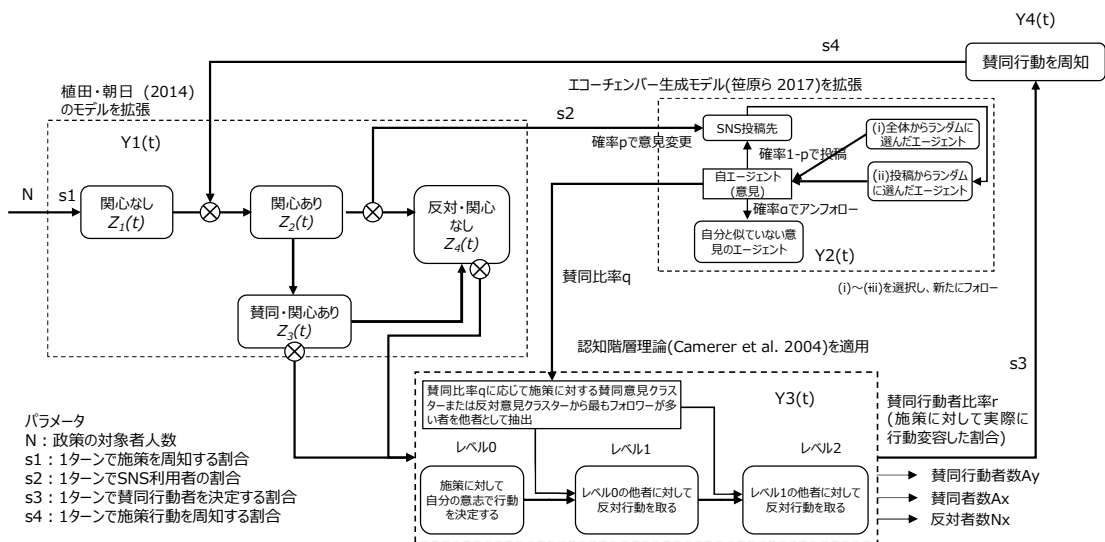 Y4(t)
s4
賛同行動を周知
植田・朝日 (2014)
のモデルを拡張
エコーチェンバー生成モデル(笹原ら 2017)を拡張
Y1(t)
s2
確率pで意見変更
SNS投稿先
(i)全体からランダムに
選んだエージェント
確率1-pで投稿
自エージェント
(意見)
(ii)投稿からランダム
に選んだエージェント
確率qでアンフォロー
自分と似ていない意
見のエージェント
Y2(t)
(i)～(iii)を選択し、新たにフォロー
N
s1
関心なし
Z1(t)
関心あり
Z2(t)
反対・関心
なし
Z4(t)
賛同・関心あり
Z3(t)
賛同比率q
s3
認知階層理論(Camerer et al. 2004)を適用
賛同比率qに応じて施策に対する賛同意見クラス
ターまたは反対意見クラスターから最もフォロワーが多
い者を他者として抽出
Y3(t)
賛同行動者比率r
(施策に対して実際に
行動変容した割合)
レベル0
レベル1
レベル2
施策に対して
自分の意志で行動
を決定する
レベル0の他者に対して
反対行動を取る
レベル1の他者に対して
反対行動を取る
賛同行動者数Ay
賛同者数Ax
反対者数Nx
パラメータ
N：政策の対象者人数
s1：1ターンで施策を周知する割合
s2：1ターンでSNS利用者の割合
s3：1ターンで賛同行動者を決定する割合
s4：1ターンで施策行動を周知する割合